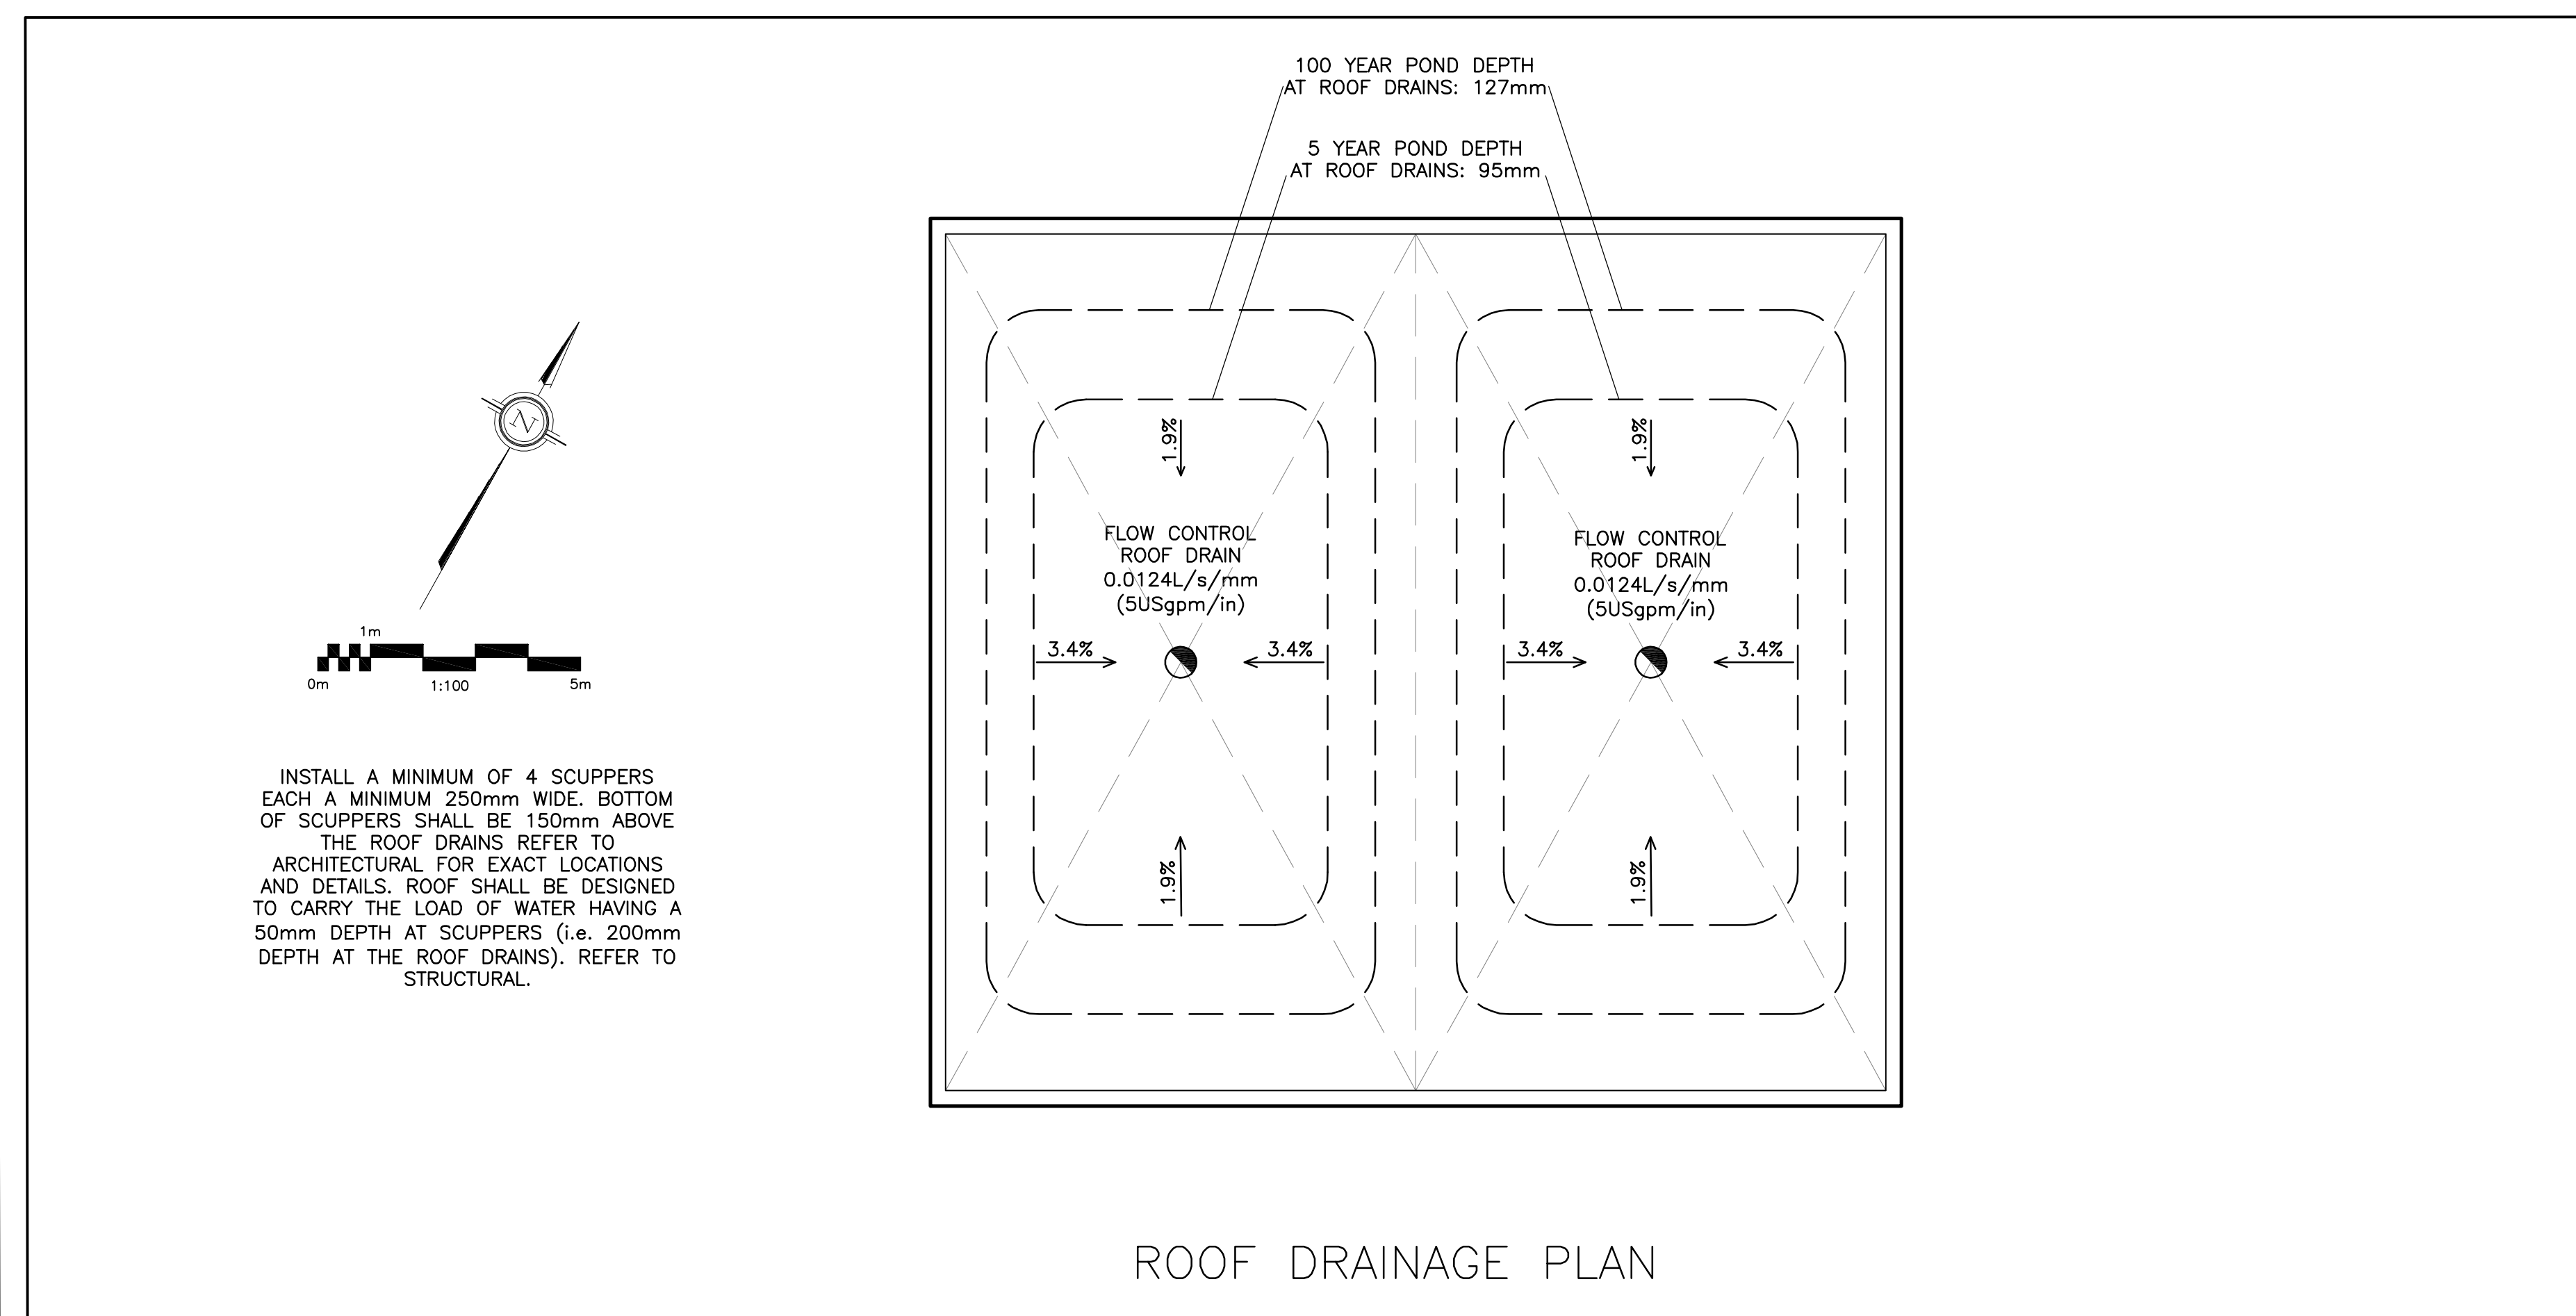 100 YEAR POND DEPTH
AT ROOF DRAINS: 127mm
5 YEAR POND DEPTH
AT ROOF DRAINS: 95mm
N
1m
0m
1:100
5m
INSTALL A MINIMUM OF 4 SCUPPERS
EACH A MINIMUM 250mm WIDE. BOTTOM
OF SCUPPERS SHALL BE 150mm ABOVE
THE ROOF DRAINS REFER TO
ARCHITECTURAL FOR EXACT LOCATIONS
AND DETAILS. ROOF SHALL BE DESIGNED
TO CARRY THE LOAD OF WATER HAVING A
50mm DEPTH AT SCUPPERS (i.e. 200mm
DEPTH AT THE ROOF DRAINS). REFER TO
STRUCTURAL.
1.9%
FLOW CONTROL
ROOF DRAIN
0.0124L/s/mm
(5USgpm/in)
3.4%
3.4%
1.9%
1.9%
FLOW CONTROL
ROOF DRAIN
0.0124L/s/mm
(5USgpm/in)
3.4%
3.4%
1.9%
ROOF DRAINAGE PLAN